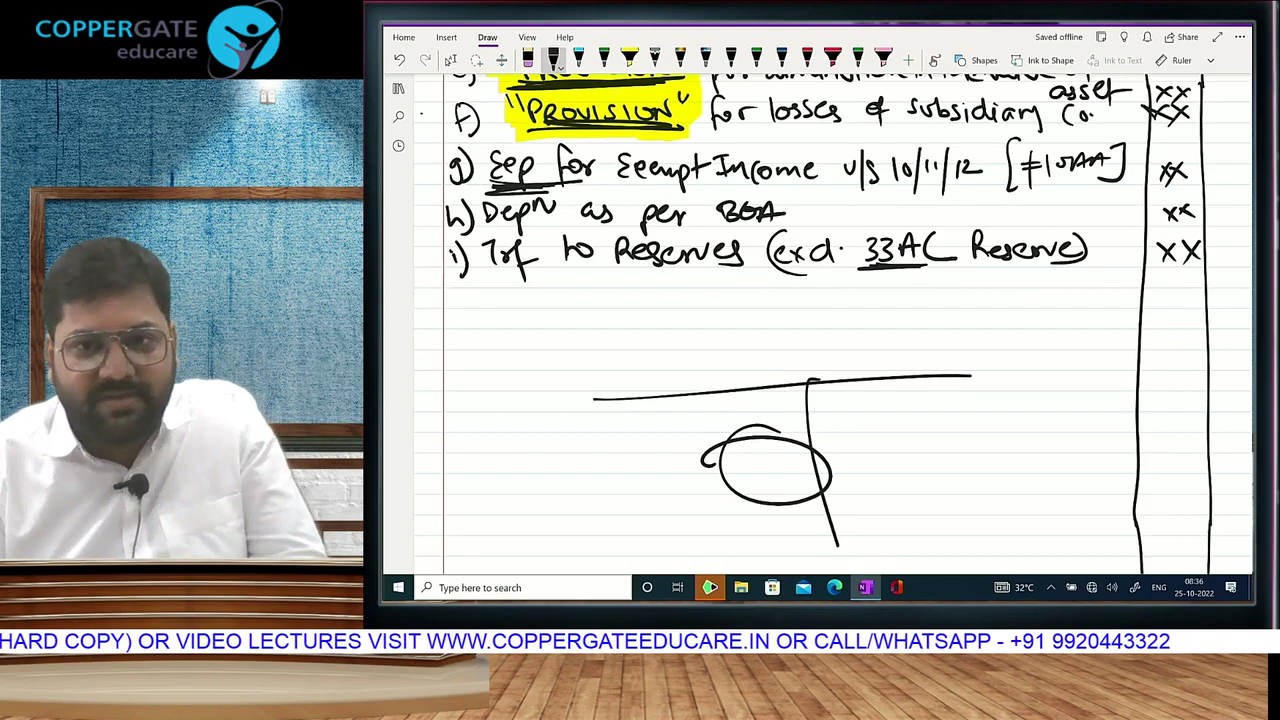 COPPERGATE
educare
Home Insert Draw View Help
Saved offline
Share
Shapes
Ink to Shape
Ink to Text
Ruler
asset XX
f) "PROVISION" for losses of subsidiary Co. XX
g) Exp for Exempt Income u/s 10/11/12 [≠10AA] XX
h) Depn as per BOA XX
i) Trf to Reserves (excl. 33AC Reserve) XX
Type here to search
32°C
ENG
08:36
25-10-2022
HARD COPY) OR VIDEO LECTURES VISIT WWW.COPPERGATEEDUCARE.IN OR CALL/WHATSAPP - +91 9920443322